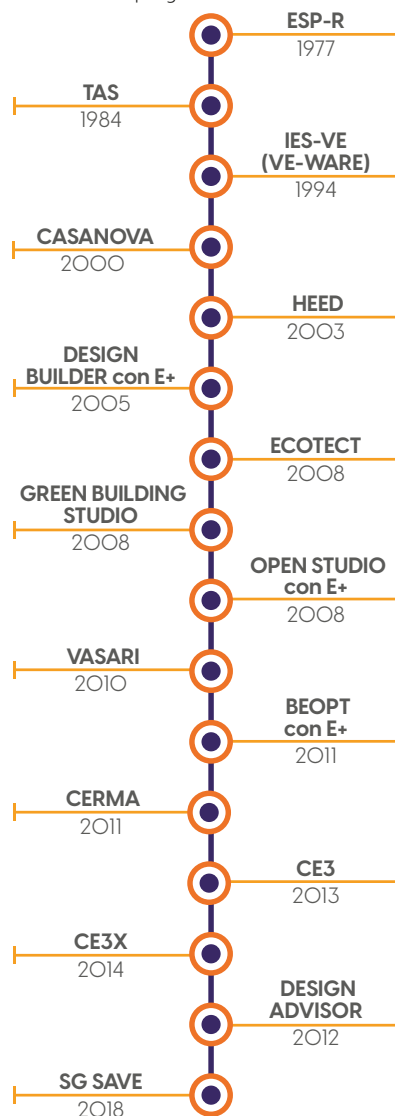 ESP-R
1977
TAS
1984
IES-VE
(VE-WARE)
1994
CASANOVA
2000
HEED
2003
DESIGN
BUILDER con E+
2005
ECOTECT
2008
GREEN BUILDING
STUDIO
2008
OPEN STUDIO
con E+
2008
VASARI
2010
BEOPT
con E+
2011
CERMA
2011
CE3
2013
CE3X
2014
DESIGN
ADVISOR
2012
SG SAVE
2018